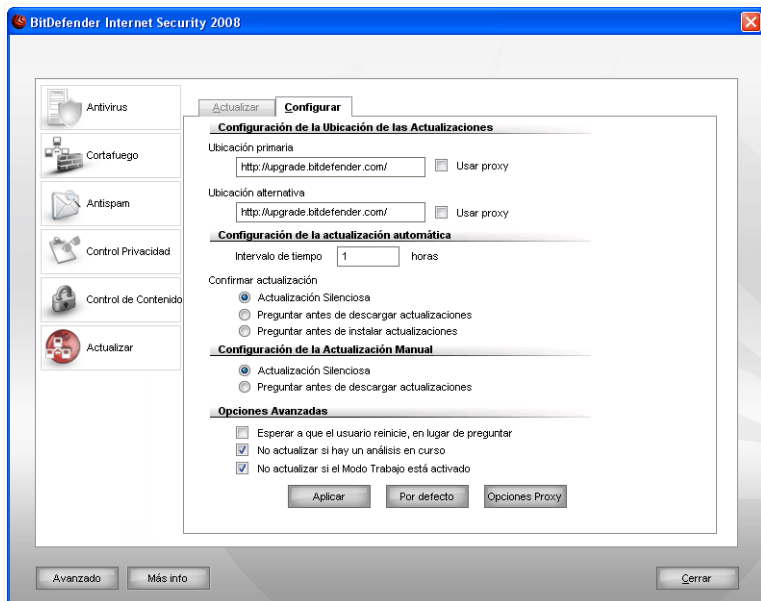 BitDefender Internet Security 2008
Antivirus
Cortafuego
Antispam
Control Privacidad
Control de Contenido
Actualizar
Actualizar
Configurar
Configuración de la Ubicación de las Actualizaciones
Ubicación primaria
http://upgrade.bitdefender.com/ Usar proxy
Ubicación alternativa
http://upgrade.bitdefender.com/ Usar proxy
Configuración de la actualización automática
Intervalo de tiempo 1 horas
Confirmar actualización
Actualización Silenciosa
Preguntar antes de descargar actualizaciones
Preguntar antes de instalar actualizaciones
Configuración de la Actualización Manual
Actualización Silenciosa
Preguntar antes de descargar actualizaciones
Opciones Avanzadas
Esperar a que el usuario reinicie, en lugar de preguntar
No actualizar si hay un análisis en curso
No actualizar si el Modo Trabajo está activado
Aplicar Por defecto Opciones Proxy
Avanzado Más info Cerrar